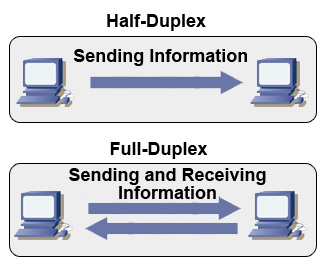 Half-Duplex
Sending Information
Full-Duplex
Sending and Receiving
Information